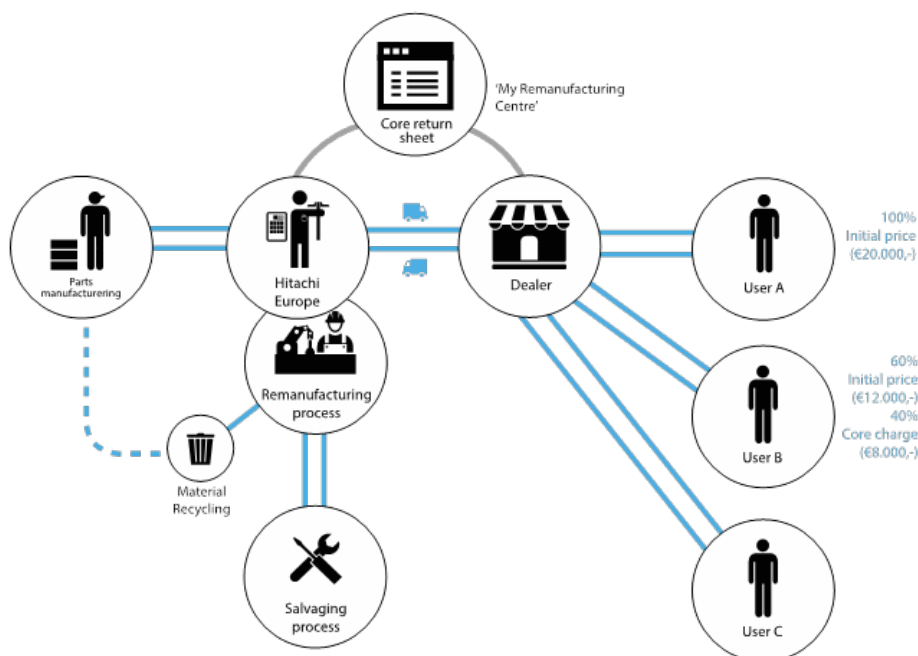 Core return
sheet
'My Remanufacturing
Centre'
Parts
manufacturering
Hitachi
Europe
Dealer
User A
100%
Initial price
(€20.000,-)
Remanufacturing
process
User B
60%
Initial price
(€12.000,-)
40%
Core charge
(€8.000,-)
Material
Recycling
Salvaging
process
User C